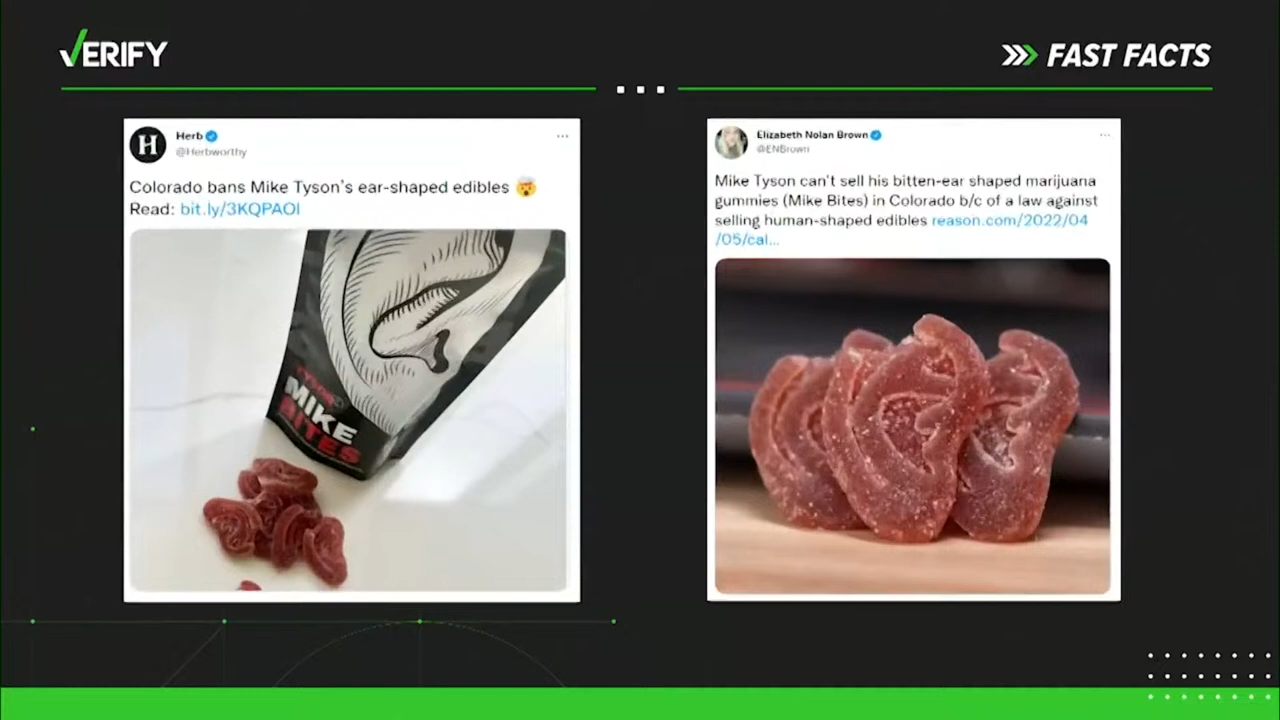 VERIFY
FAST FACTS
Herb
@Herbworthy
Colorado bans Mike Tyson's ear-shaped edibles 🤯
Read: bit.ly/3KQPAOl
MIKE
BITES
Elizabeth Nolan Brown
@ENBrown
Mike Tyson can't sell his bitten-ear shaped marijuana
gummies (Mike Bites) in Colorado b/c of a law against
selling human-shaped edibles reason.com/2022/04
/05/cal...